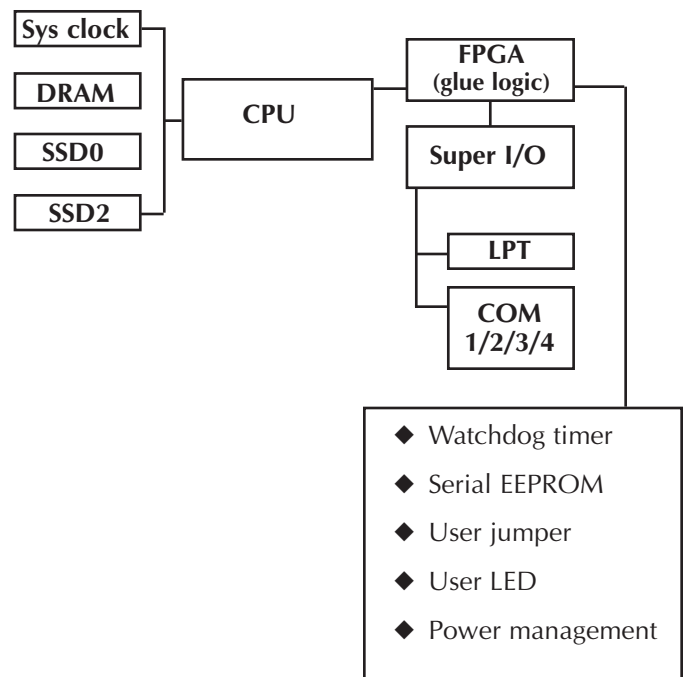 Sys clock
DRAM
SSD0
SSD2
CPU
FPGA
(glue logic)
Super I/O
LPT
COM
1/2/3/4
◆ Watchdog timer
◆ Serial EEPROM
◆ User jumper
◆ User LED
◆ Power management